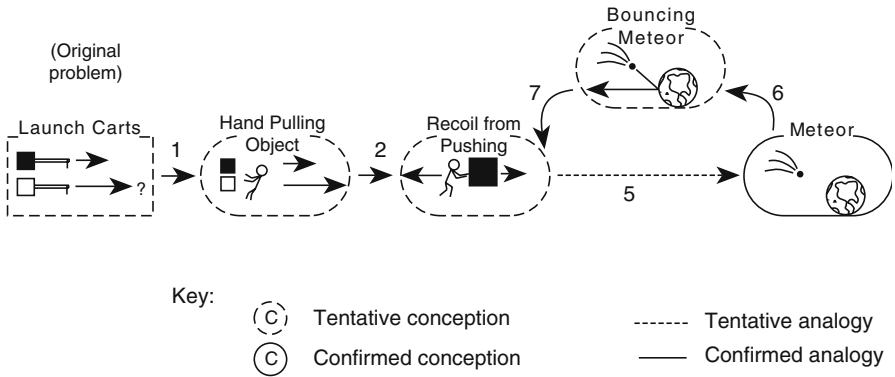 (Original
problem)
Launch Carts
?
1
Hand Pulling
Object
2
Recoil from
Pushing
7
Bouncing
Meteor
6
Meteor
5
Key:
C Tentative conception
C Confirmed conception
Tentative analogy
Confirmed analogy